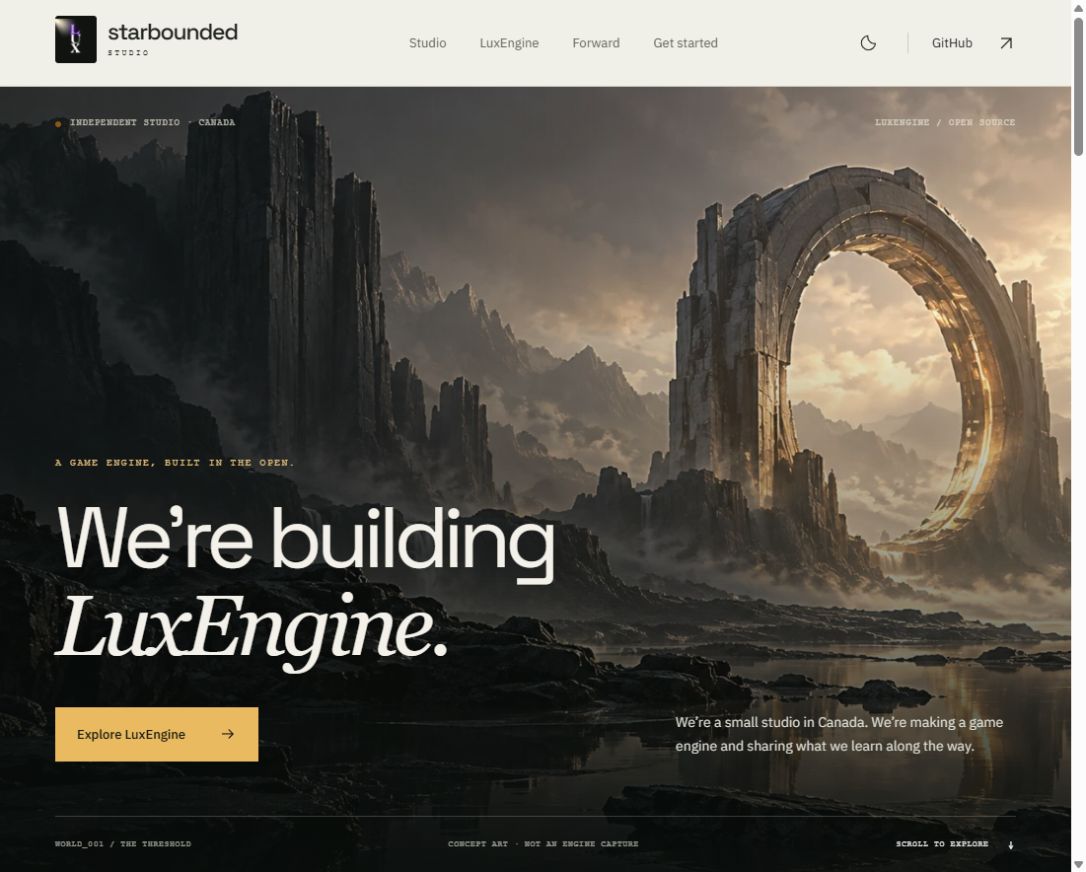 LUX
starbounded
STUDIO
Studio
LuxEngine
Forward
Get started
GitHub
INDEPENDENT STUDIO · CANADA
LUXENGINE / OPEN SOURCE
A GAME ENGINE, BUILT IN THE OPEN.
We’re building
LuxEngine.
Explore LuxEngine
We’re a small studio in Canada. We’re making a game
engine and sharing what we learn along the way.
WORLD_001 / THE THRESHOLD
CONCEPT ART · NOT AN ENGINE CAPTURE
SCROLL TO EXPLORE